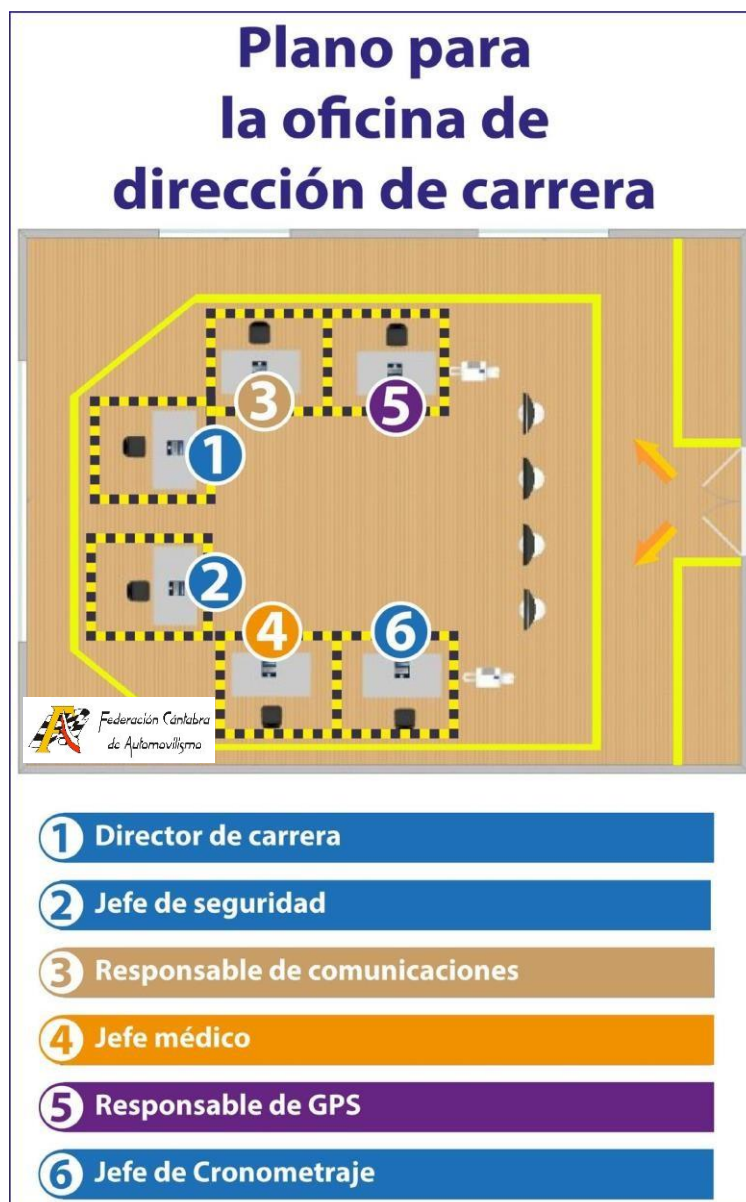 Plano para
la oficina de
dirección de carrera
3
5
1
2
4
6
Federación Cántabra
de Automovilismo
1 Director de carrera
2 Jefe de seguridad
3 Responsable de comunicaciones
4 Jefe médico
5 Responsable de GPS
6 Jefe de Cronometraje